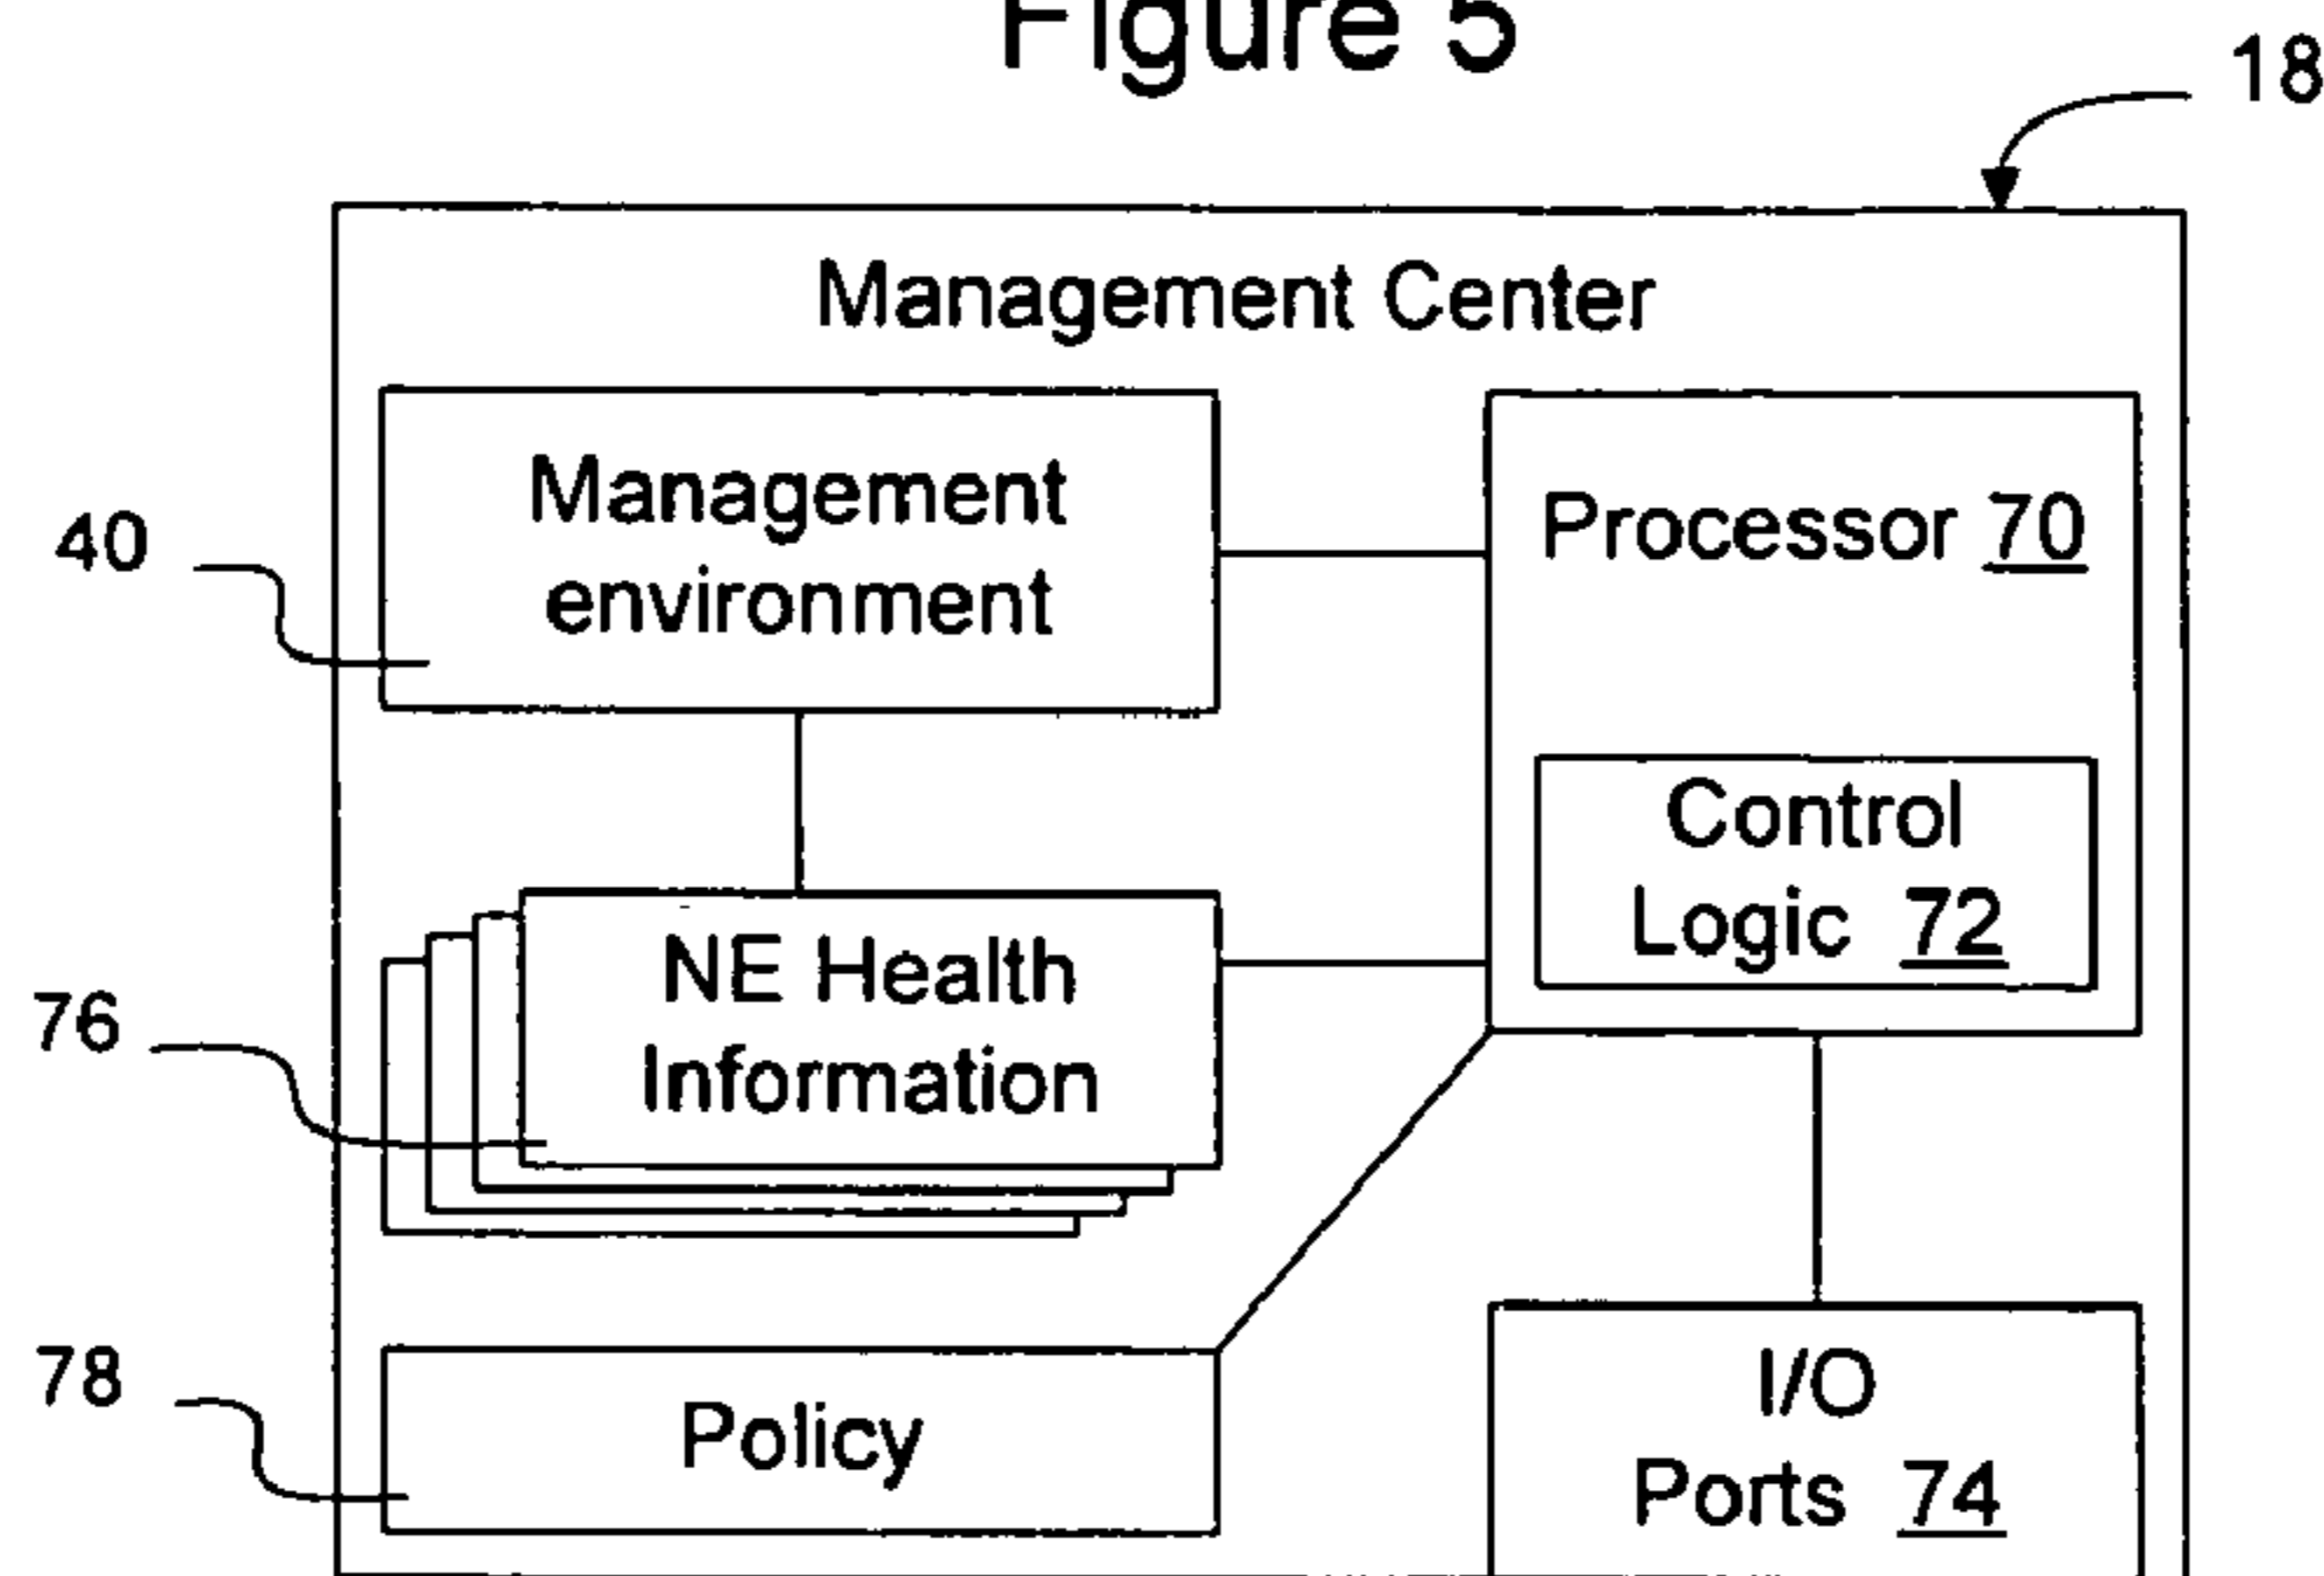 Figure 5
18
Management Center
Management
environment
40
Processor 70
Control
Logic 72
NE Health
Information
76
78
Policy
I/O
Ports 74